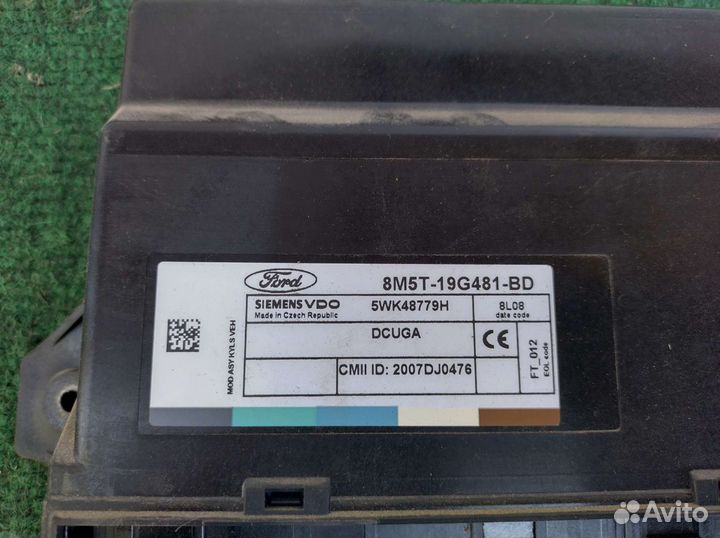 Ford
8M5T-19G481-BD
SIEMENS VDO
Made in Czech Republic
5WK48779H
8L08
date code
MOD ASY KYLS VEH
DCUGA
CE
FT_012
EOL code
CMII ID: 2007DJ0476
Avito